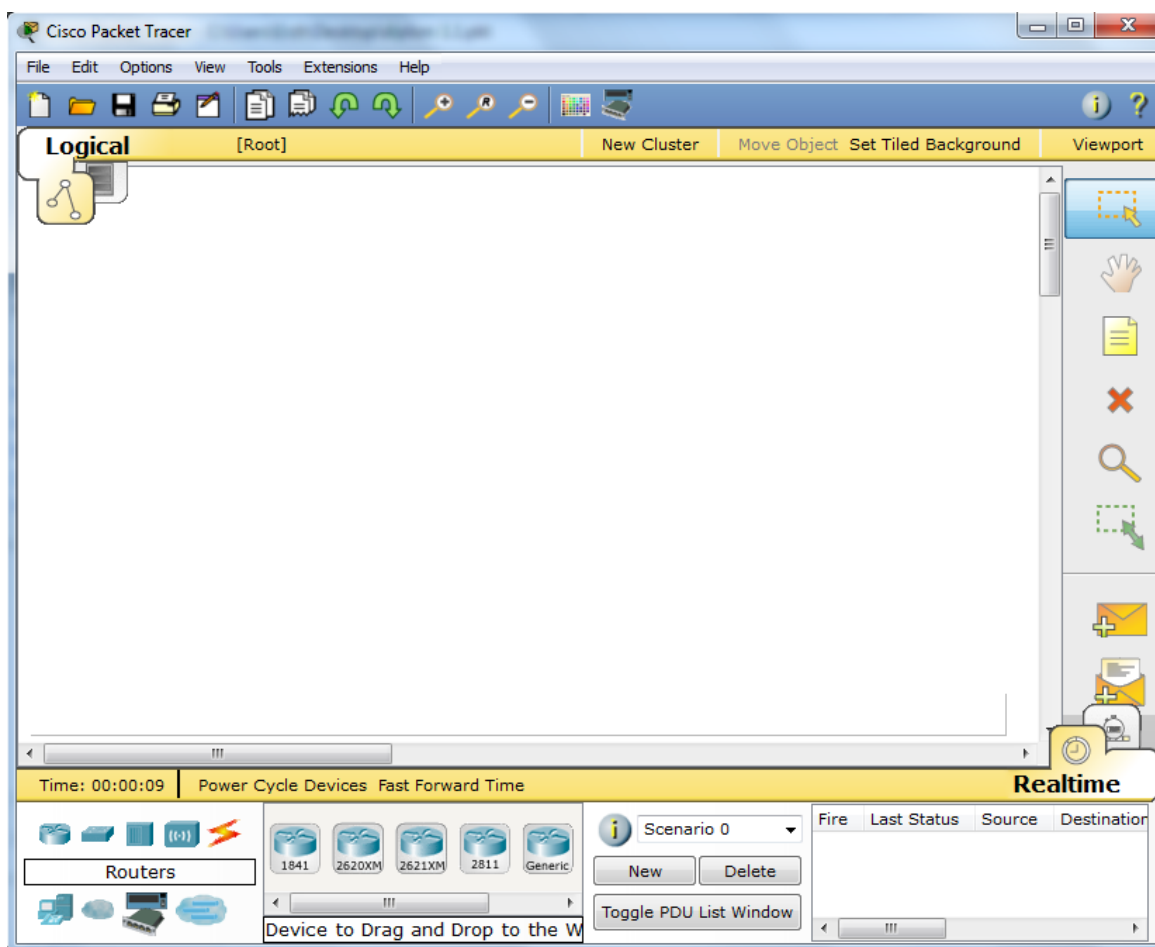 Cisco Packet Tracer
File Edit Options View Tools Extensions Help
Logical [Root] New Cluster Move Object Set Tiled Background Viewport
Time: 00:00:09 Power Cycle Devices Fast Forward Time Realtime
Routers
1841 2620XM 2621XM 2811 Generic
Device to Drag and Drop to the W
Scenario 0
New Delete
Toggle PDU List Window
Fire Last Status Source Destination